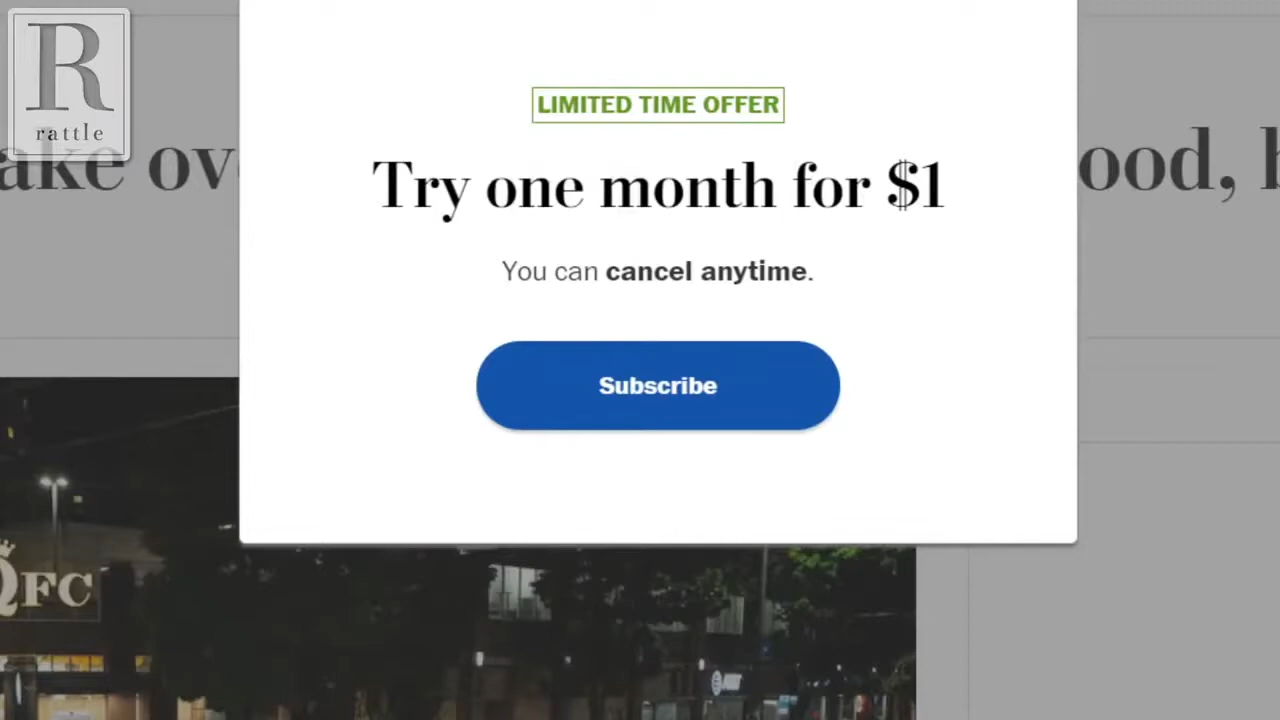 R
rattle
ake ov
ood, h
LIMITED TIME OFFER
Try one month for $1
You can cancel anytime.
Subscribe
QFC